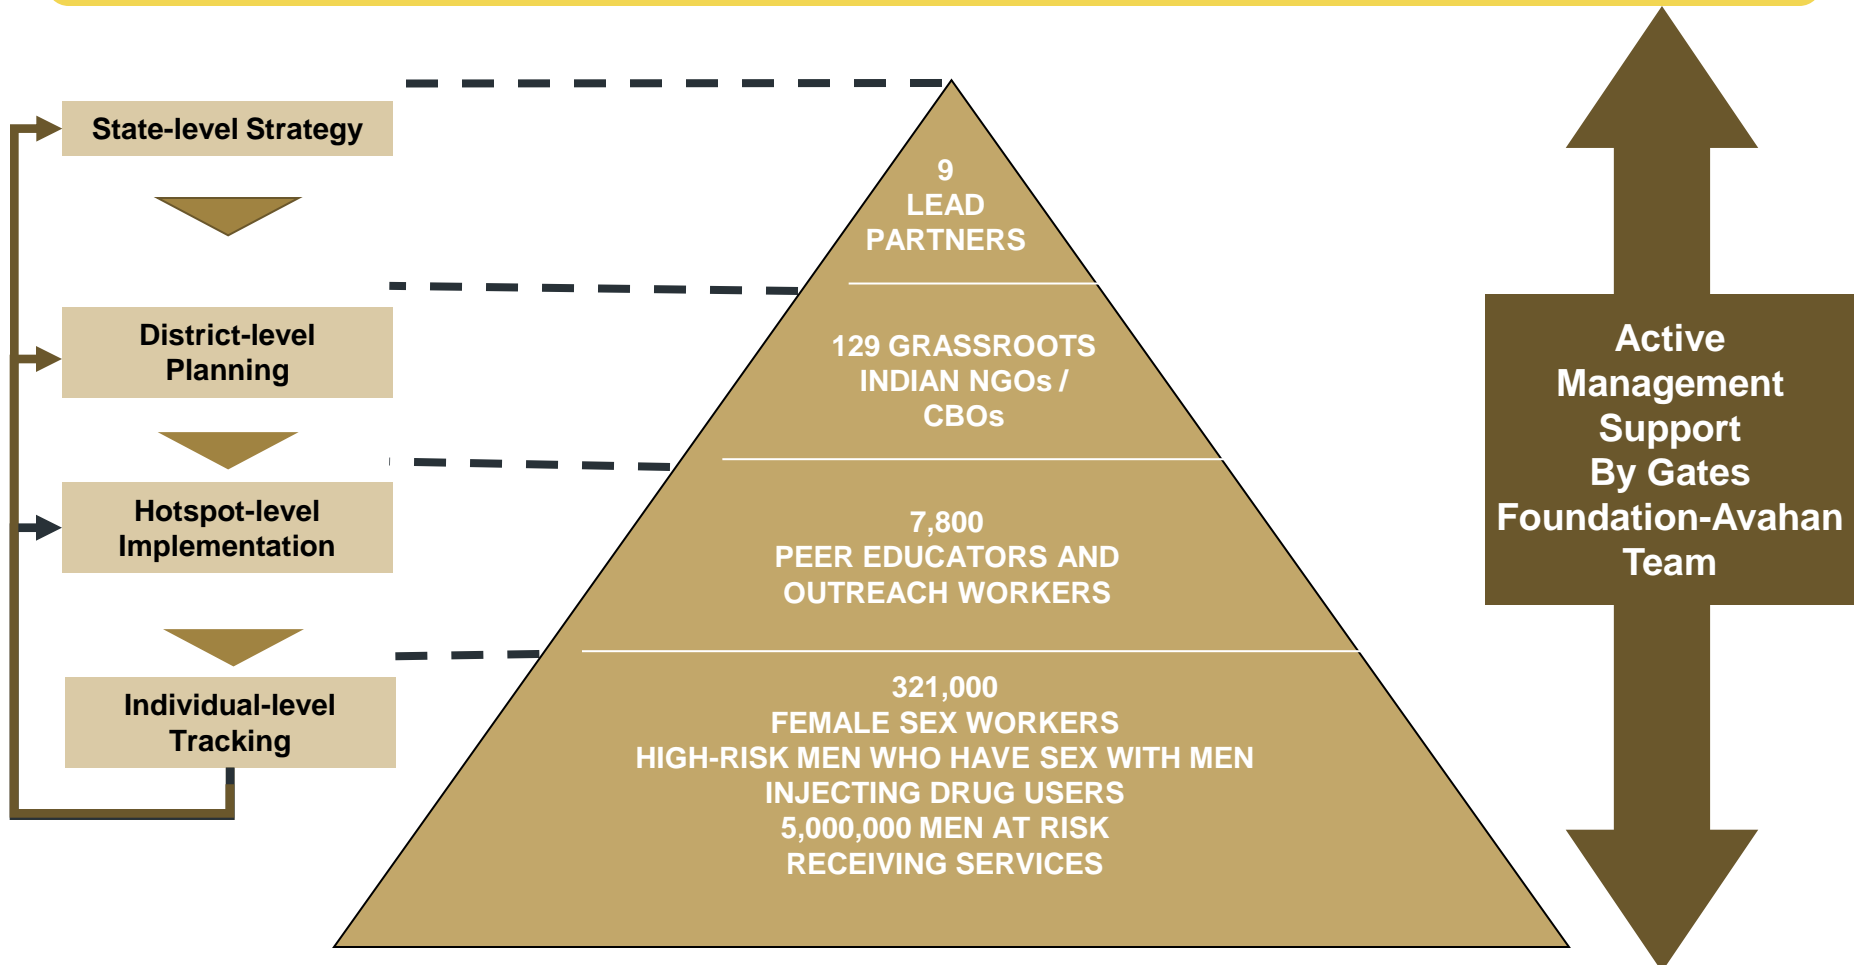 State-level Strategy
District-level
Planning
Hotspot-level
Implementation
Individual-level
Tracking
9
LEAD
PARTNERS
129 GRASSROOTS
INDIAN NGOs /
CBOs
7,800
PEER EDUCATORS AND
OUTREACH WORKERS
321,000
FEMALE SEX WORKERS
HIGH-RISK MEN WHO HAVE SEX WITH MEN
INJECTING DRUG USERS
5,000,000 MEN AT RISK
RECEIVING SERVICES
Active
Management
Support
By Gates
Foundation-Avahan
Team